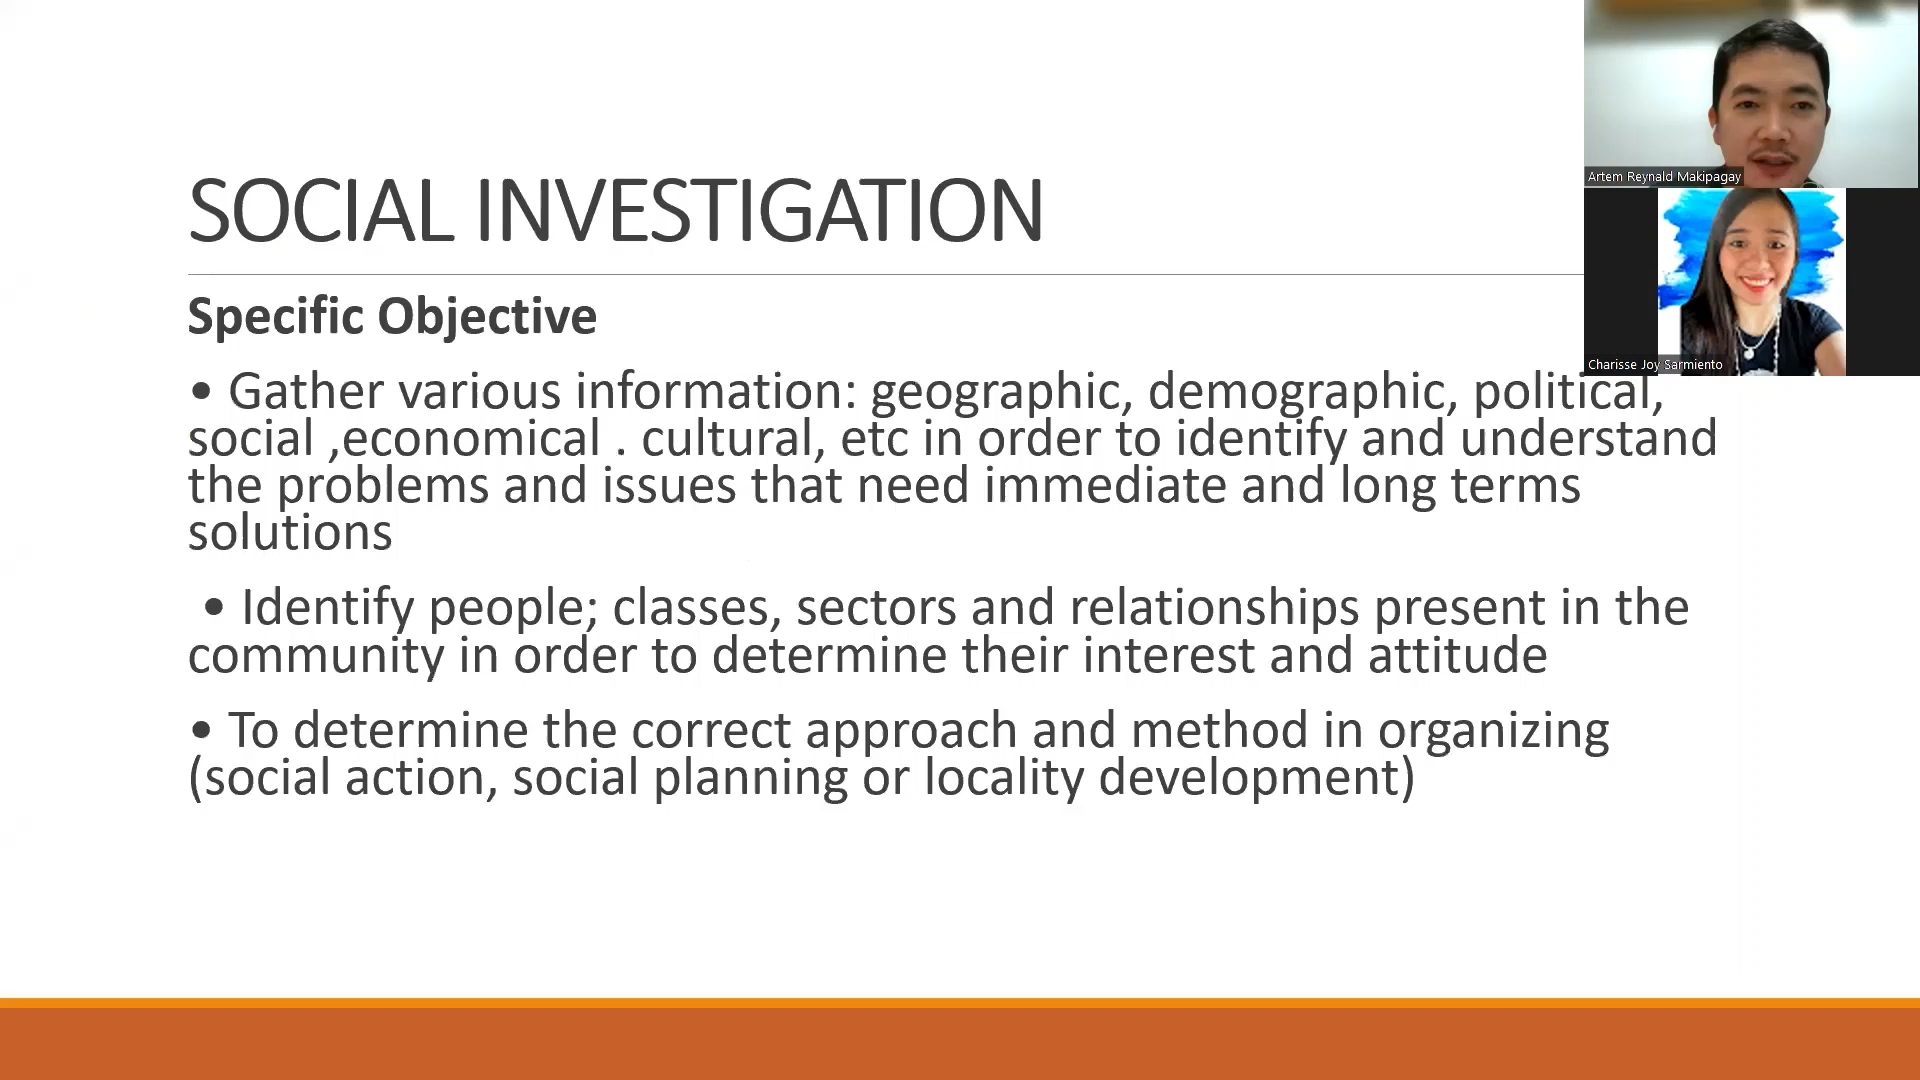 SOCIAL INVESTIGATION
Specific Objective
• Gather various information: geographic, demographic, political,
social ,economical . cultural, etc in order to identify and understand
the problems and issues that need immediate and long terms
solutions
• Identify people; classes, sectors and relationships present in the
community in order to determine their interest and attitude
• To determine the correct approach and method in organizing
(social action, social planning or locality development)
Artem Reynald Makipagay
Charisse Joy Sarmiento